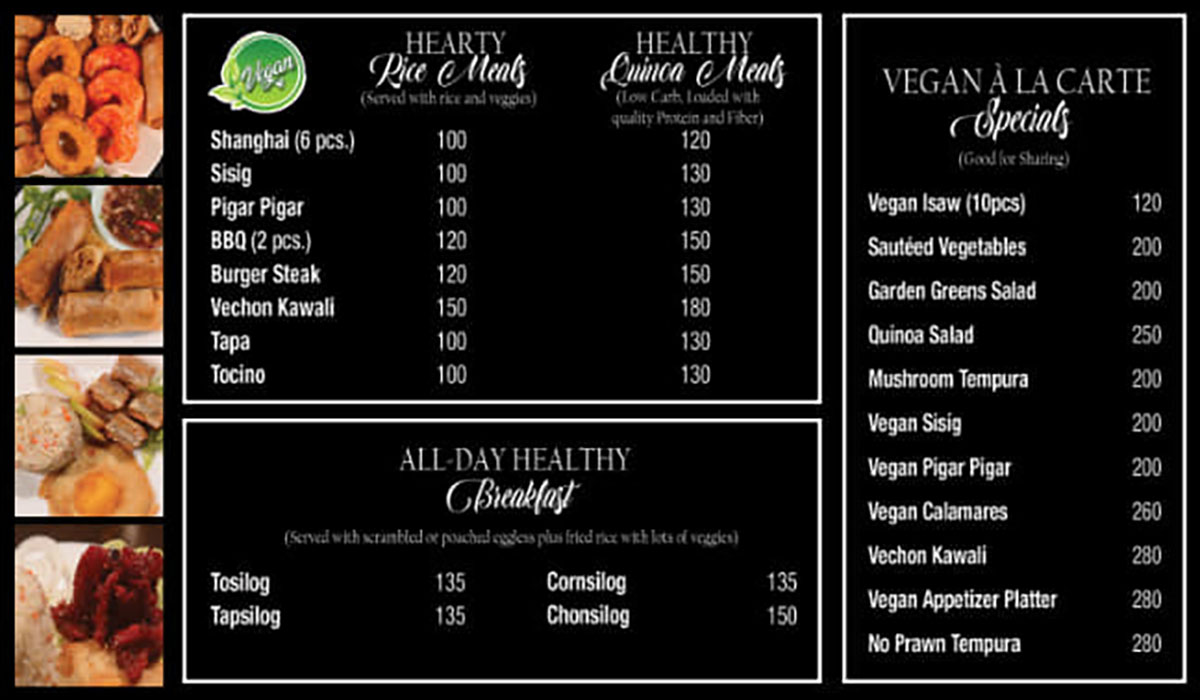 Vegan
HEARTY
Rice Meals
(Served with rice and veggies)
HEALTHY
Quinoa Meals
(Low Carb, Loaded with
quality Protein and Fiber)
Shanghai (6 pcs.) 100 120
Sisig 100 130
Pigar Pigar 100 130
BBQ (2 pcs.) 120 150
Burger Steak 120 150
Vechon Kawali 150 180
Tapa 100 130
Tocino 100 130
ALL-DAY HEALTHY
Breakfast
(Served with scrambled or poached eggless plus fried rice with lots of veggies)
Tosilog 135 Cornsilog 135
Tapsilog 135 Chonsilog 150
VEGAN À LA CARTE
Specials
(Good for Sharing)
Vegan Isaw (10pcs) 120
Sautéed Vegetables 200
Garden Greens Salad 200
Quinoa Salad 250
Mushroom Tempura 200
Vegan Sisig 200
Vegan Pigar Pigar 200
Vegan Calamares 260
Vechon Kawali 280
Vegan Appetizer Platter 280
No Prawn Tempura 280